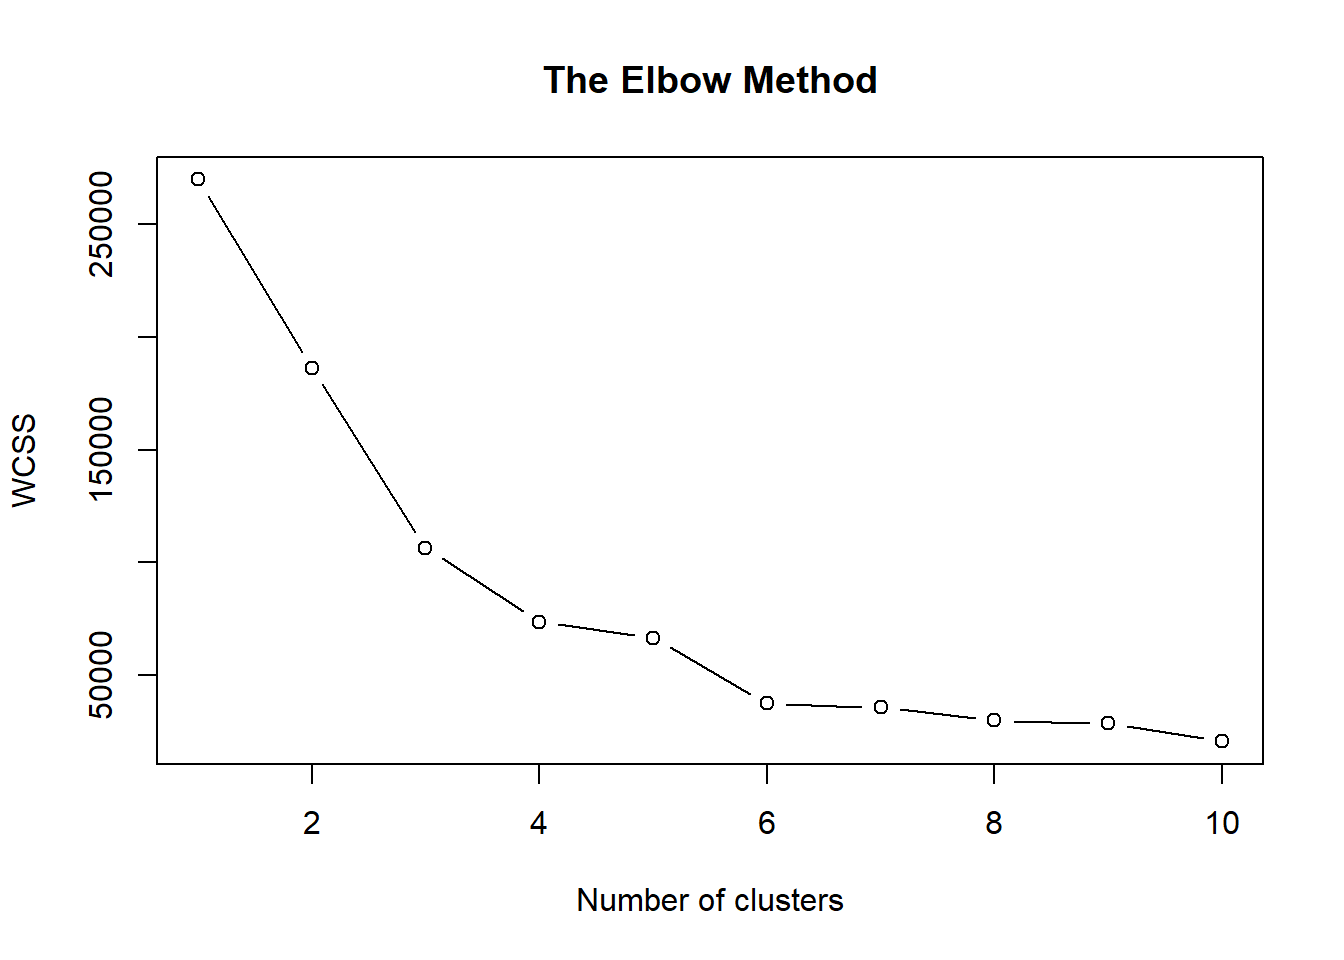 The Elbow Method
250000
150000
50000
WCSS
2 4 6 8 10
Number of clusters